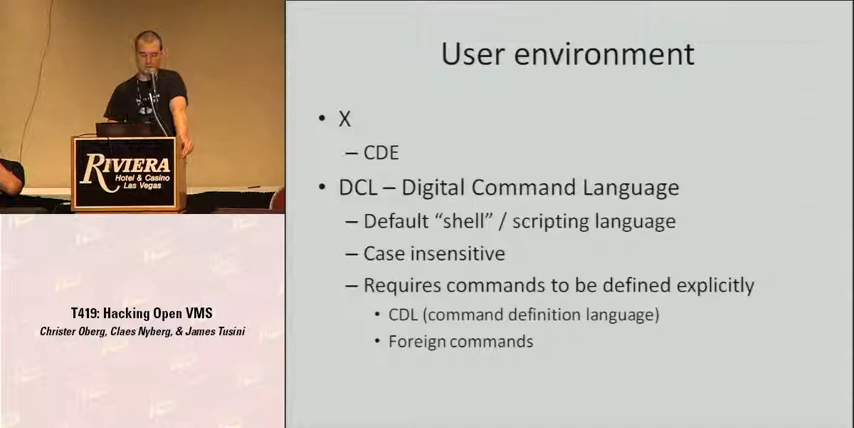 RIVIERA
Hotel & Casino
Las Vegas
T419: Hacking Open VMS
Christer Oberg, Claes Nyberg, & James Tusini
User environment
• X
– CDE
• DCL – Digital Command Language
– Default “shell” / scripting language
– Case insensitive
– Requires commands to be defined explicitly
• CDL (command definition language)
• Foreign commands